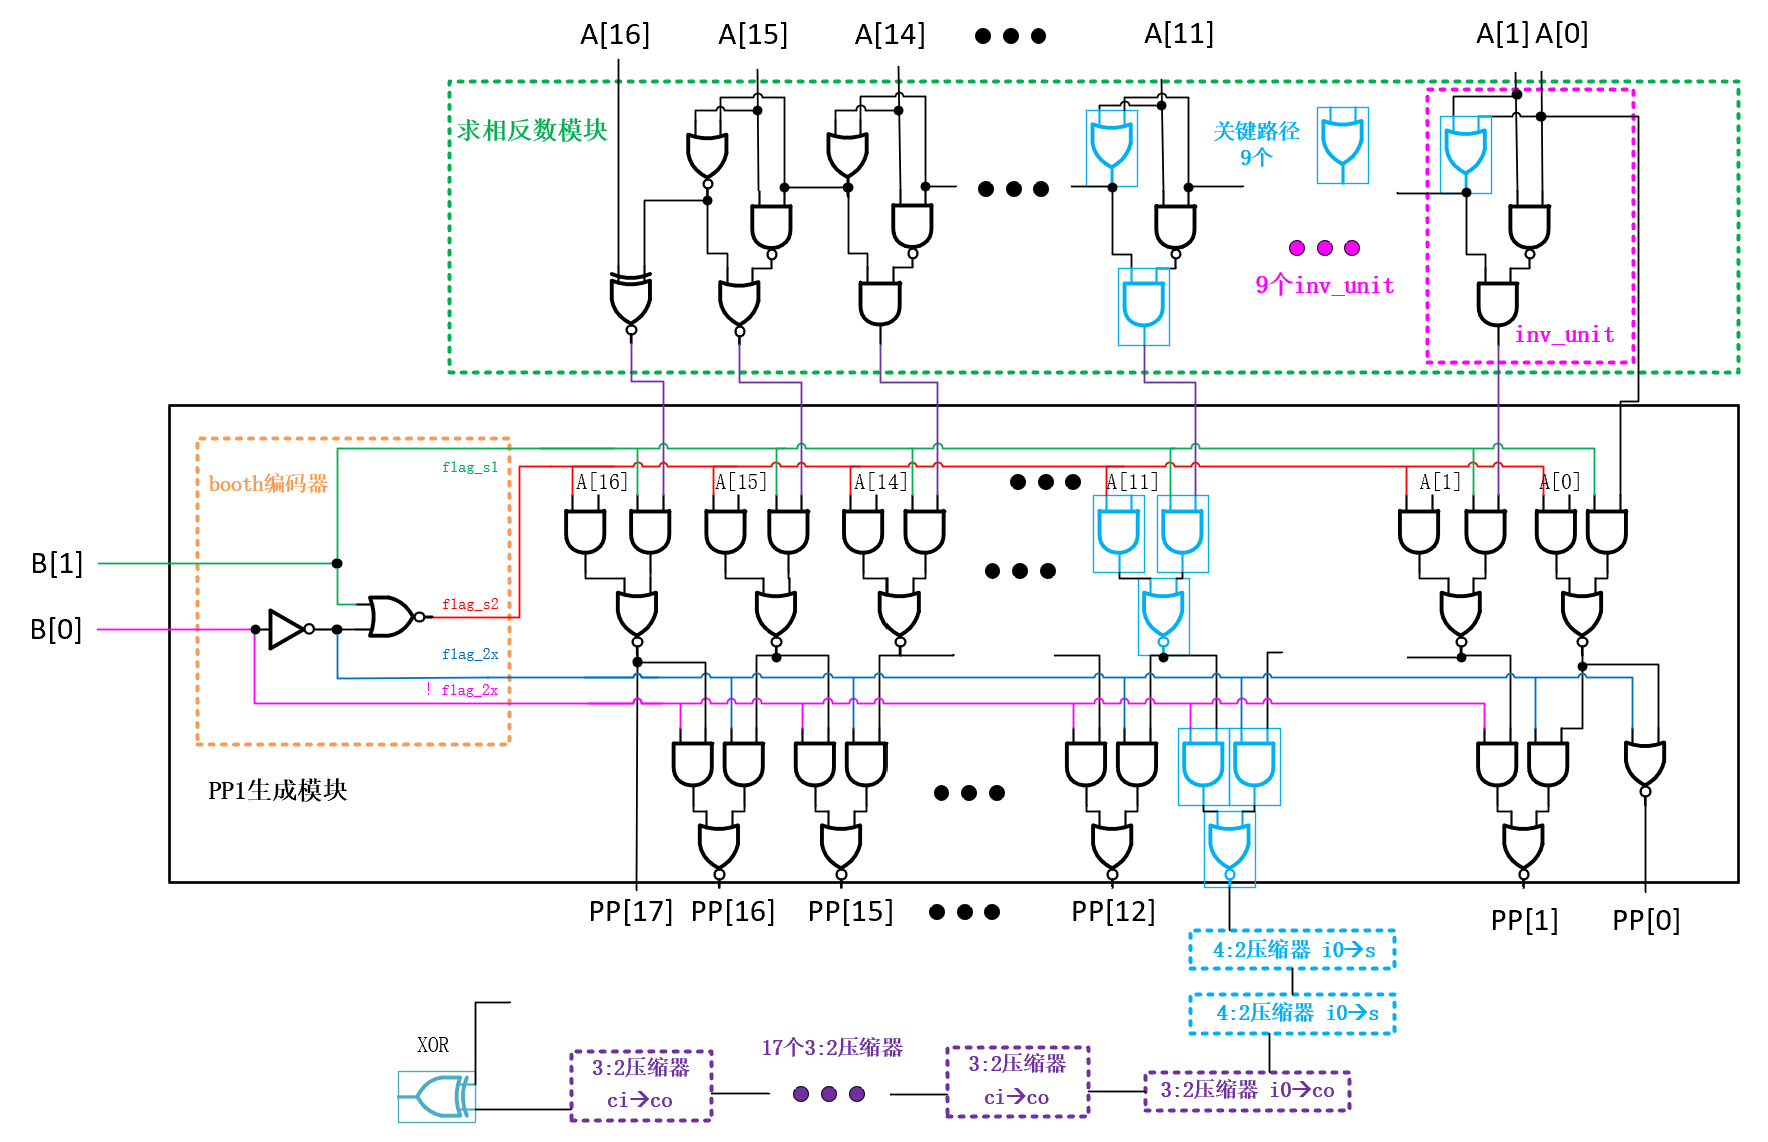 A[16] A[15] A[14] A[11] A[1] A[0]
求相反数模块
关键路径
9个
9个inv_unit
inv_unit
flag_s1
booth编码器
A[16] A[15] A[14] A[11] A[1] A[0]
B[1]
flag_s2
B[0]
flag_2x
! flag_2x
PP1生成模块
PP[17] PP[16] PP[15] PP[12] PP[1] PP[0]
4:2压缩器 i0→s
4:2压缩器 i0→s
XOR
17个3:2压缩器
3:2压缩器
ci→co
3:2压缩器
ci→co
3:2压缩器 i0→co